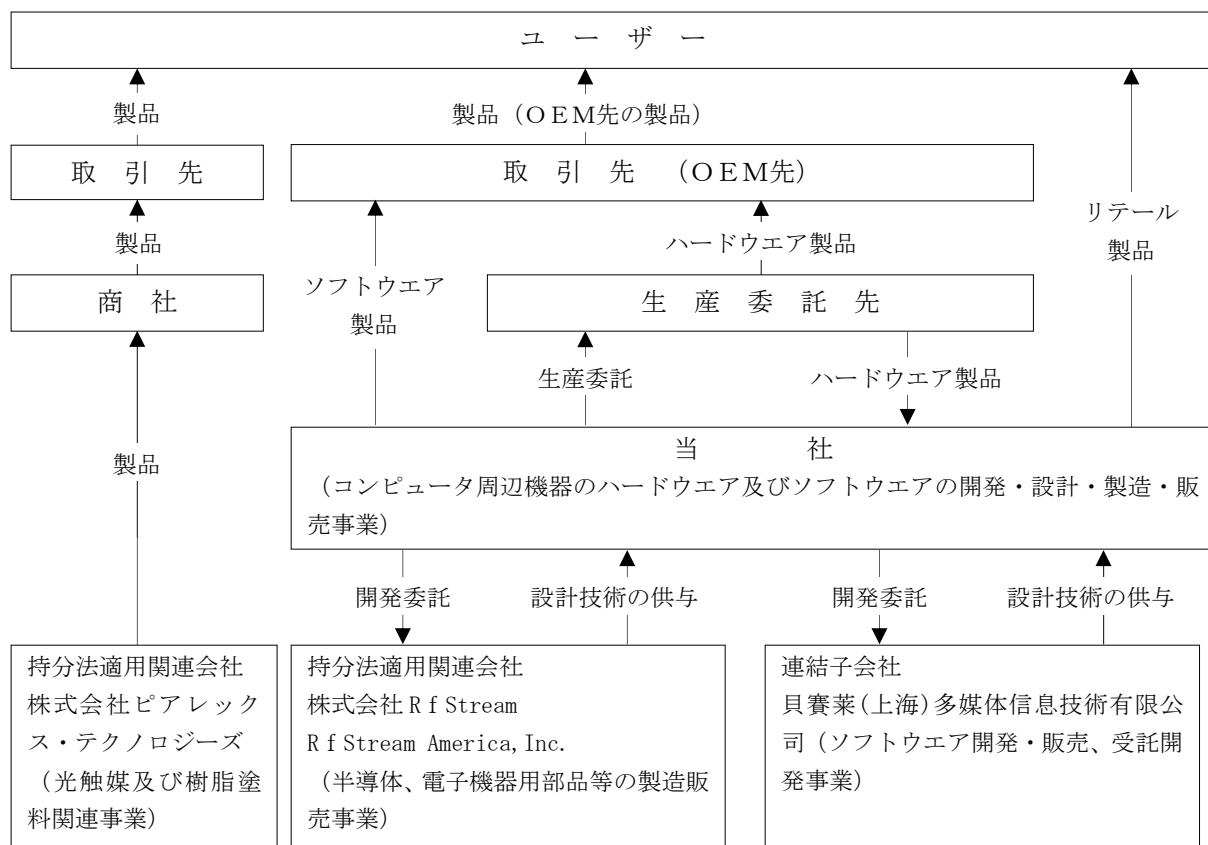 ユーザー
製品
製品（ＯＥＭ先の製品）
取引先
取引先（ＯＥＭ先）
リテール
製品
製品
ハードウエア製品
ソフトウエア
製品
商社
生産委託先
生産委託
ハードウエア製品
製品
当社
（コンピュータ周辺機器のハードウエア及びソフトウエアの開発・設計・製造・販
売事業）
開発委託
設計技術の供与
開発委託
設計技術の供与
持分法適用関連会社
株式会社ピアレック
ス・テクノロジーズ
（光触媒及び樹脂塗
料関連事業）
持分法適用関連会社
株式会社ＲｆStream
ＲｆStream America,Inc.
（半導体、電子機器用部品等の製造販
売事業）
連結子会社
貝賽莱(上海)多媒体信息技術有限公
司（ソフトウエア開発・販売、受託開
発事業）